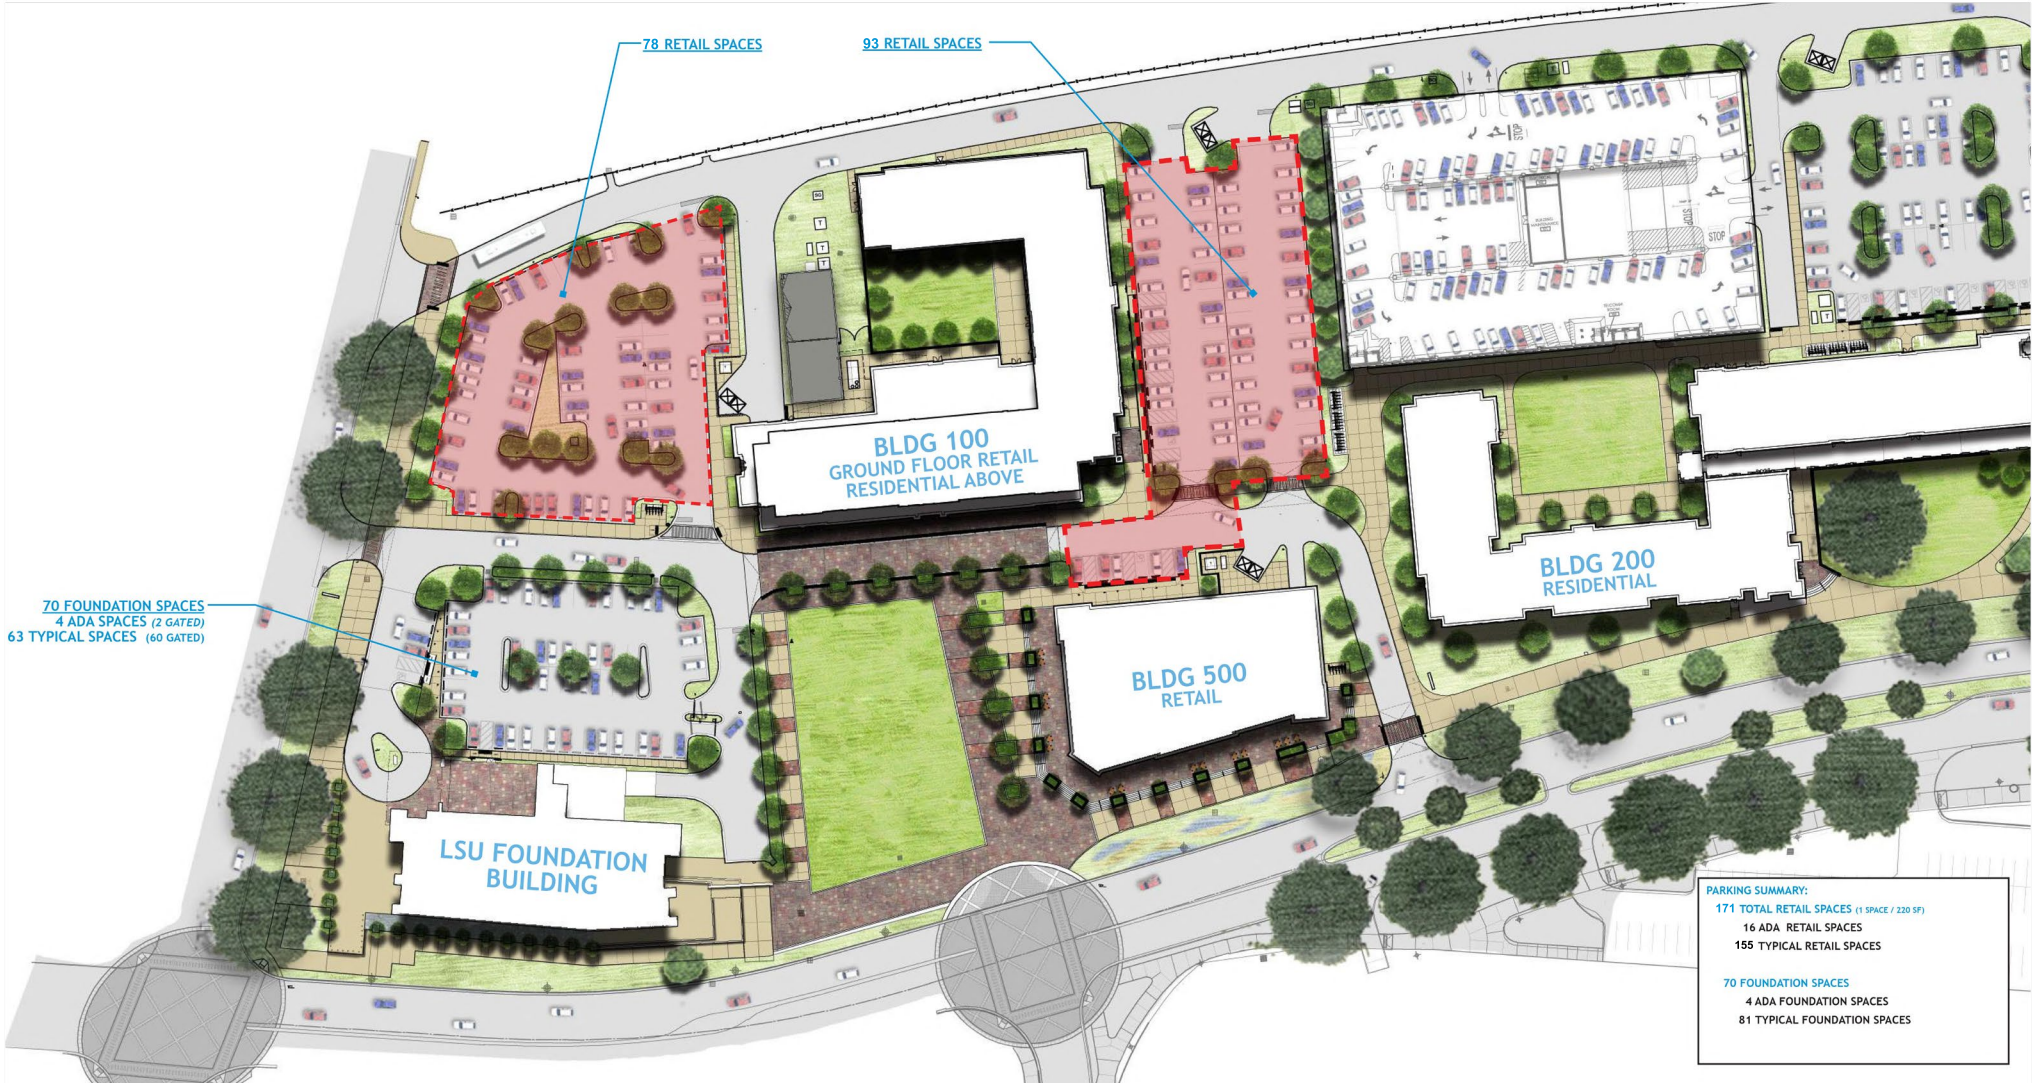 78 RETAIL SPACES
93 RETAIL SPACES
STOP
STOP
STOP
T
T
T
T
T
T
BLDG 100
GROUND FLOOR RETAIL
RESIDENTIAL ABOVE
BLDG 200
RESIDENTIAL
70 FOUNDATION SPACES
4 ADA SPACES (2 GATED)
63 TYPICAL SPACES (60 GATED)
BLDG 500
RETAIL
LSU FOUNDATION
BUILDING
PARKING SUMMARY:
171 TOTAL RETAIL SPACES (1 SPACE / 220 SF)
16 ADA RETAIL SPACES
155 TYPICAL RETAIL SPACES
70 FOUNDATION SPACES
4 ADA FOUNDATION SPACES
81 TYPICAL FOUNDATION SPACES